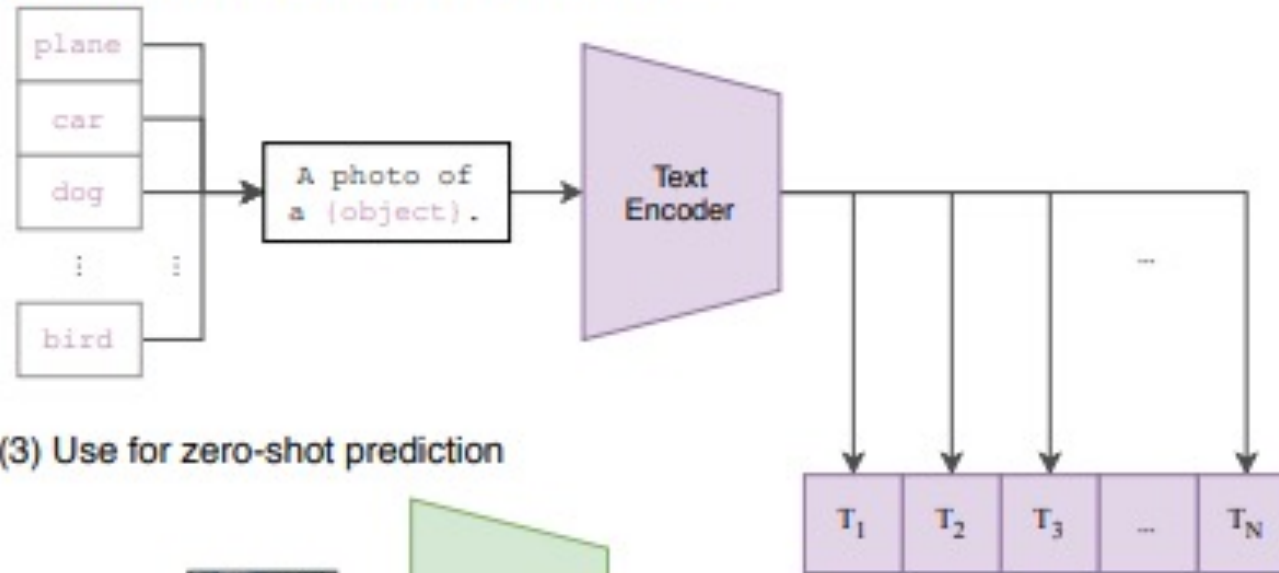 plane
car
dog
⋮ ⋮
bird
A photo of
a {object}.
Text
Encoder
...
(3) Use for zero-shot prediction
T1 T2 T3 ... TN